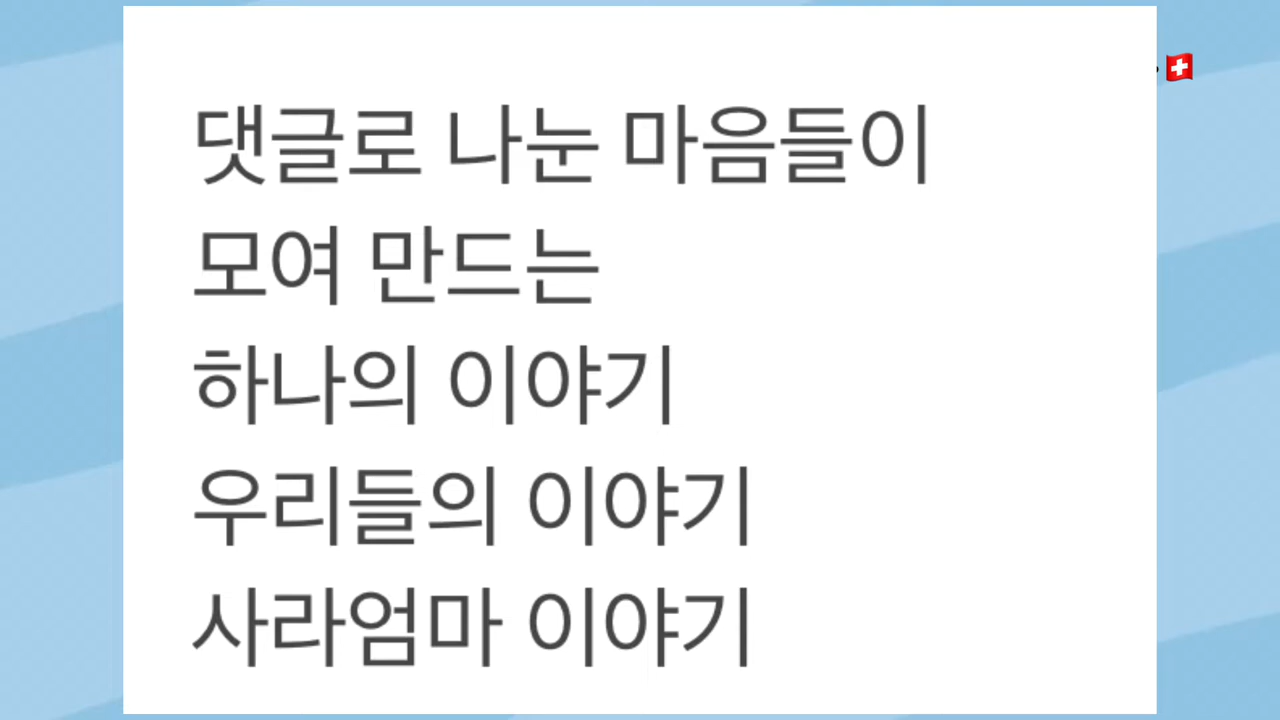 댓글로 나눈 마음들이
모여 만드는
하나의 이야기
우리들의 이야기
사라엄마 이야기